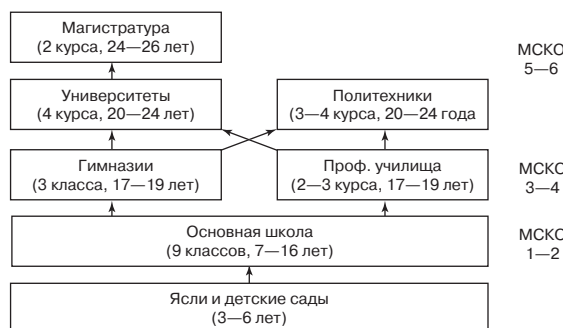 Магистратура
(2 курса, 24—26 лет)
МСКО
5—6
Университеты
(4 курса, 20—24 лет)
Политехники
(3—4 курса, 20—24 года
Гимназии
(3 класса, 17—19 лет)
Проф. училища
(2—3 курса, 17—19 лет)
МСКО
3—4
Основная школа
(9 классов, 7—16 лет)
МСКО
1—2
Ясли и детские сады
(3—6 лет)